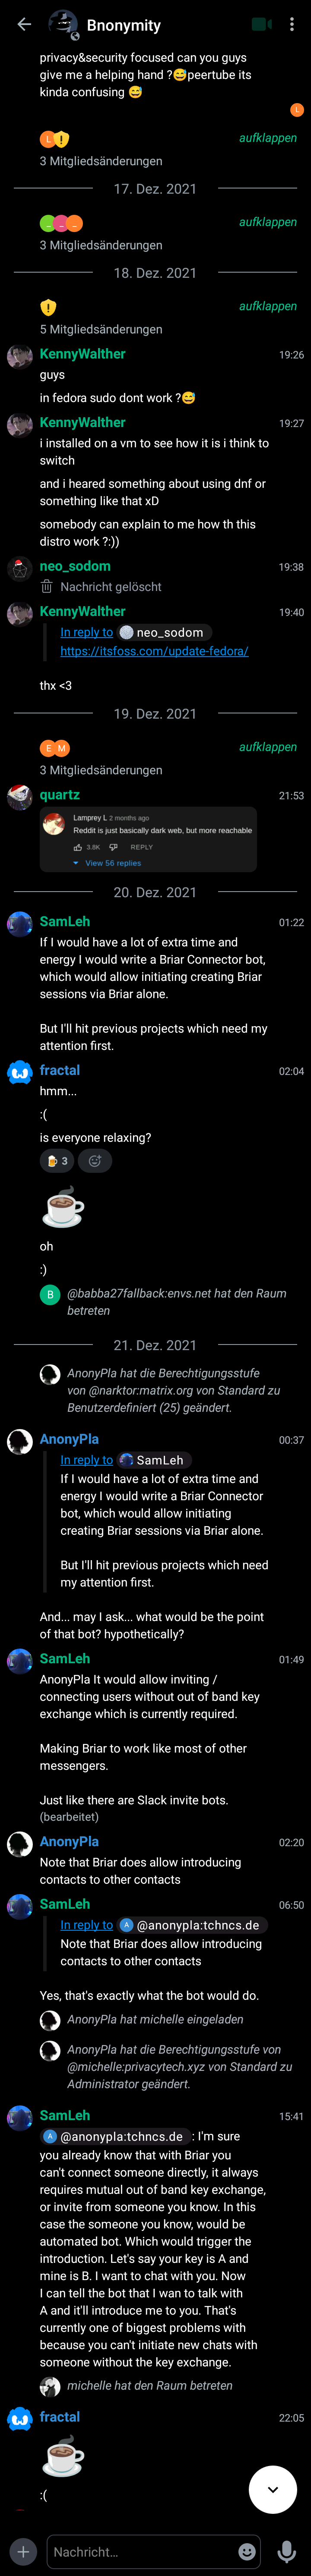 Bnonymity
privacy&security focused can you guys
give me a helping hand ?😅peertube its
kinda confusing 😅
L
L
aufklappen
3 Mitgliedsänderungen
17. Dez. 2021
aufklappen
3 Mitgliedsänderungen
18. Dez. 2021
aufklappen
5 Mitgliedsänderungen
KennyWalther 19:26
guys
in fedora sudo dont work ?😅
KennyWalther 19:27
i installed on a vm to see how it is i think to
switch
and i heared something about using dnf or
something like that xD
somebody can explain to me how th this
distro work ?:))
neo_sodom 19:38
Nachricht gelöscht
KennyWalther 19:40
In reply to neo_sodom
https://itsfoss.com/update-fedora/
thx <3
19. Dez. 2021
E M aufklappen
3 Mitgliedsänderungen
quartz 21:53
Lamprey L 2 months ago
Reddit is just basically dark web, but more reachable
3.8K REPLY
View 56 replies
20. Dez. 2021
SamLeh 01:22
If I would have a lot of extra time and
energy I would write a Briar Connector bot,
which would allow initiating creating Briar
sessions via Briar alone.
But I'll hit previous projects which need my
attention first.
fractal 02:04
hmm...
:(
is everyone relaxing?
🍺 3
oh
:)
B @babba27fallback:envs.net hat den Raum
betreten
21. Dez. 2021
AnonyPla hat die Berechtigungsstufe
von @narktor:matrix.org von Standard zu
Benutzerdefiniert (25) geändert.
AnonyPla 00:37
In reply to SamLeh
If I would have a lot of extra time and
energy I would write a Briar Connector
bot, which would allow initiating
creating Briar sessions via Briar alone.
But I'll hit previous projects which need
my attention first.
And... may I ask... what would be the point
of that bot? hypothetically?
SamLeh 01:49
AnonyPla It would allow inviting /
connecting users without out of band key
exchange which is currently required.
Making Briar to work like most of other
messengers.
Just like there are Slack invite bots.
(bearbeitet)
AnonyPla 02:20
Note that Briar does allow introducing
contacts to other contacts
SamLeh 06:50
In reply to A @anonypla:tchncs.de
Note that Briar does allow introducing
contacts to other contacts
Yes, that's exactly what the bot would do.
AnonyPla hat michelle eingeladen
AnonyPla hat die Berechtigungsstufe von
@michelle:privacytech.xyz von Standard zu
Administrator geändert.
SamLeh 15:41
A @anonypla:tchncs.de : I'm sure
you already know that with Briar you
can't connect someone directly, it always
requires mutual out of band key exchange,
or invite from someone you know. In this
case the someone you know, would be
automated bot. Which would trigger the
introduction. Let's say your key is A and
mine is B. I want to chat with you. Now
I can tell the bot that I wan to talk with
A and it'll introduce me to you. That's
currently one of biggest problems with
because you can't initiate new chats with
someone without the key exchange.
michelle hat den Raum betreten
fractal 22:05
:(
Nachricht...